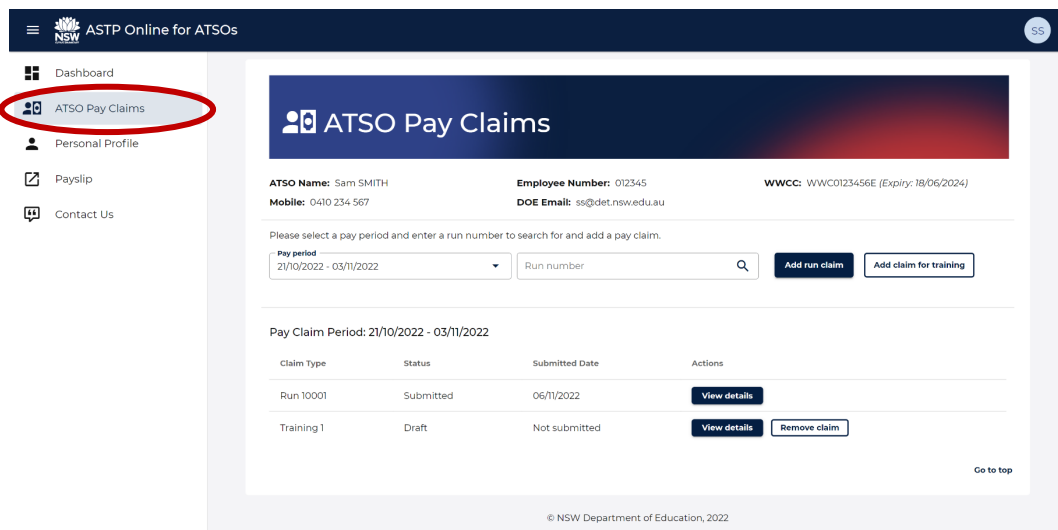 NSW
ASTP Online for ATSOs
SS
Dashboard
ATSO Pay Claims
Personal Profile
Payslip
Contact Us
ATSO Pay Claims
ATSO Name: Sam SMITH Employee Number: 012345 WWCC: WWC0123456E (Expiry: 18/06/2024)
Mobile: 0410 234 567 DOE Email: ss@det.nsw.edu.au
Please select a pay period and enter a run number to search for and add a pay claim.
Pay period
21/10/2022 - 03/11/2022 Run number Add run claim Add claim for training
Pay Claim Period: 21/10/2022 - 03/11/2022
Claim Type Status Submitted Date Actions
Run 10001 Submitted 06/11/2022 View details
Training 1 Draft Not submitted View details Remove claim
Go to top
© NSW Department of Education, 2022